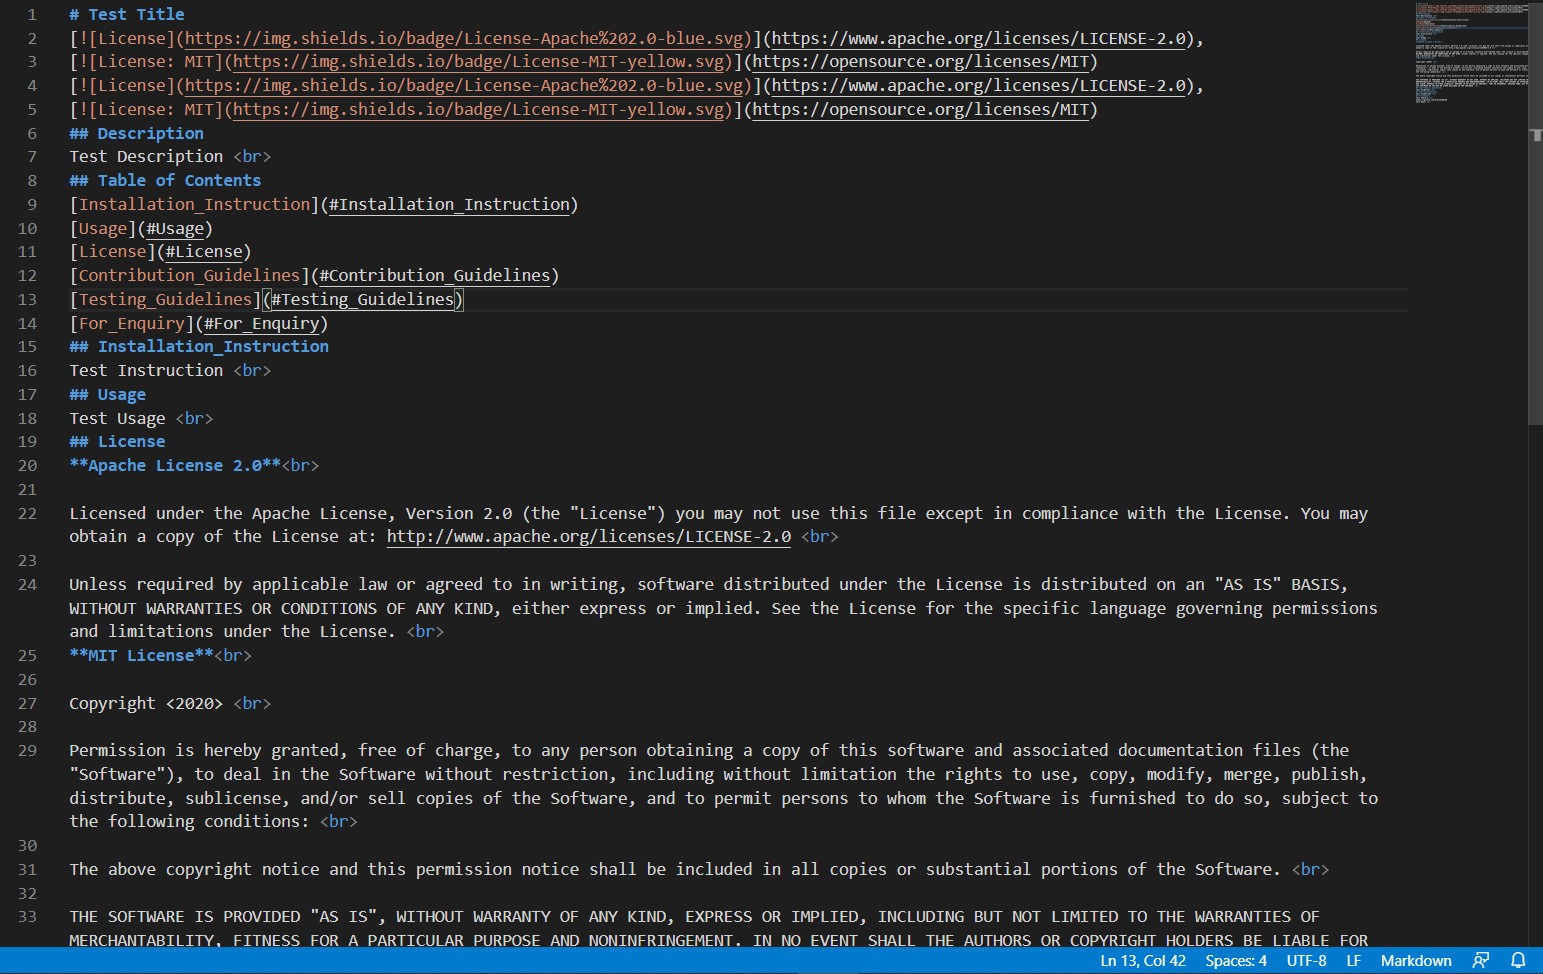 1 # Test Title
2 [![License](https://img.shields.io/badge/License-Apache%202.0-blue.svg)](https://www.apache.org/licenses/LICENSE-2.0),
3 [![License: MIT](https://img.shields.io/badge/License-MIT-yellow.svg)](https://opensource.org/licenses/MIT)
4 [![License](https://img.shields.io/badge/License-Apache%202.0-blue.svg)](https://www.apache.org/licenses/LICENSE-2.0),
5 [![License: MIT](https://img.shields.io/badge/License-MIT-yellow.svg)](https://opensource.org/licenses/MIT)
6 ## Description
7 Test Description <br>
8 ## Table of Contents
9 [Installation_Instruction](#Installation_Instruction)
10 [Usage](#Usage)
11 [License](#License)
12 [Contribution_Guidelines](#Contribution_Guidelines)
13 [Testing_Guidelines](#Testing_Guidelines)
14 [For_Enquiry](#For_Enquiry)
15 ## Installation_Instruction
16 Test Instruction <br>
17 ## Usage
18 Test Usage <br>
19 ## License
20 **Apache License 2.0**<br>
21
22 Licensed under the Apache License, Version 2.0 (the "License") you may not use this file except in compliance with the License. You may
obtain a copy of the License at: http://www.apache.org/licenses/LICENSE-2.0 <br>
23
24 Unless required by applicable law or agreed to in writing, software distributed under the License is distributed on an "AS IS" BASIS,
WITHOUT WARRANTIES OR CONDITIONS OF ANY KIND, either express or implied. See the License for the specific language governing permissions
and limitations under the License. <br>
25 **MIT License**<br>
26
27 Copyright <2020> <br>
28
29 Permission is hereby granted, free of charge, to any person obtaining a copy of this software and associated documentation files (the
"Software"), to deal in the Software without restriction, including without limitation the rights to use, copy, modify, merge, publish,
distribute, sublicense, and/or sell copies of the Software, and to permit persons to whom the Software is furnished to do so, subject to
the following conditions: <br>
30
31 The above copyright notice and this permission notice shall be included in all copies or substantial portions of the Software. <br>
32
33 THE SOFTWARE IS PROVIDED "AS IS", WITHOUT WARRANTY OF ANY KIND, EXPRESS OR IMPLIED, INCLUDING BUT NOT LIMITED TO THE WARRANTIES OF
MERCHANTABILITY, FITNESS FOR A PARTICULAR PURPOSE AND NONINFRINGEMENT. IN NO EVENT SHALL THE AUTHORS OR COPYRIGHT HOLDERS BE LIABLE FOR
Ln 13, Col 42 Spaces: 4 UTF-8 LF Markdown